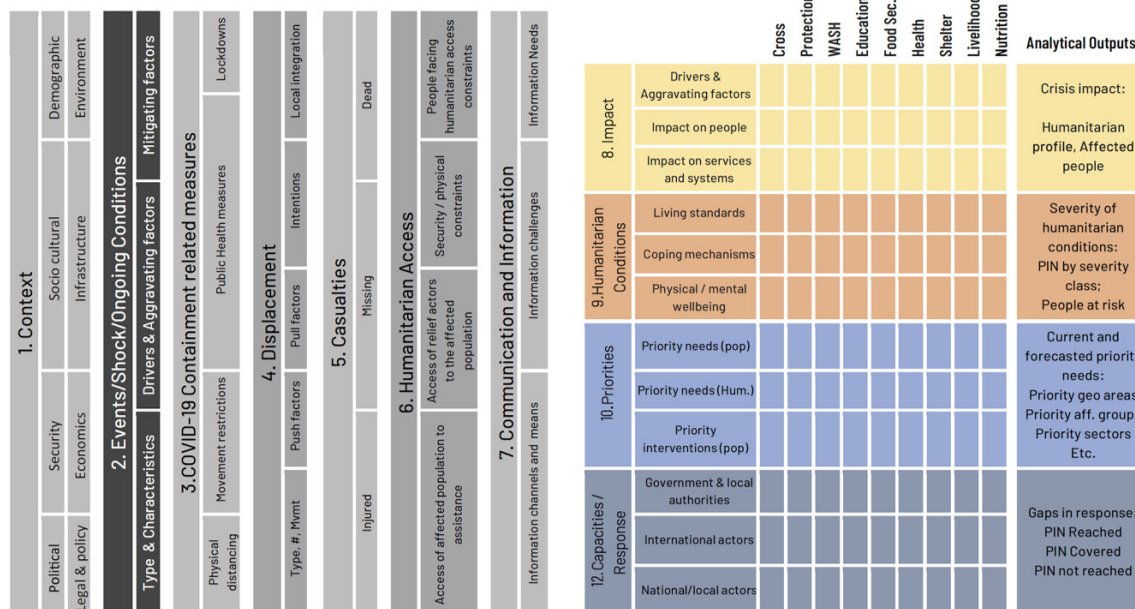 1. Context
Political
Security
Socio cultural
Demographic
Legal & policy
Economics
Infrastructure
Environment
2. Events/Shock/Ongoing Conditions
Type & Characteristics
Drivers & Aggravating factors
Mitigating factors
3.COVID-19 Containment related measures
Physical
distancing
Movement restrictions
Public Health measures
Lockdowns
4. Displacement
Type, #, Mvmt
Push factors
Pull factors
Intentions
Local integration
5. Casualties
Injured
Missing
Dead
6. Humanitarian Access
Access of affected population to
assistance
Access of relief actors
to the affected
population
Security / physical
constraints
People facing
humanitarian access
constraints
7. Communication and Information
Information channels and means
Information challenges
Information Needs
Cross
Protection
WASH
Education
Food Sec.
Health
Shelter
Livelihood
Nutrition
Analytical Outputs
8. Impact
Drivers &
Aggravating factors
Impact on people
Impact on services
and systems
Crisis impact:
Humanitarian
profile, Affected
people
9.Humanitarian
Conditions
Living standards
Coping mechanisms
Physical / mental
wellbeing
Severity of
humanitarian
conditions:
PIN by severity
class;
People at risk
10.Priorities
Priority needs (pop)
Priority needs (Hum.)
Priority
interventions (pop)
Current and
forecasted priorit
needs:
Priority geo areas
Priority aff. group
Priority sectors
Etc.
12.Capacities /
Response
Government & local
authorities
International actors
National/local actors
Gaps in response:
PIN Reached
PIN Covered
PIN not reached